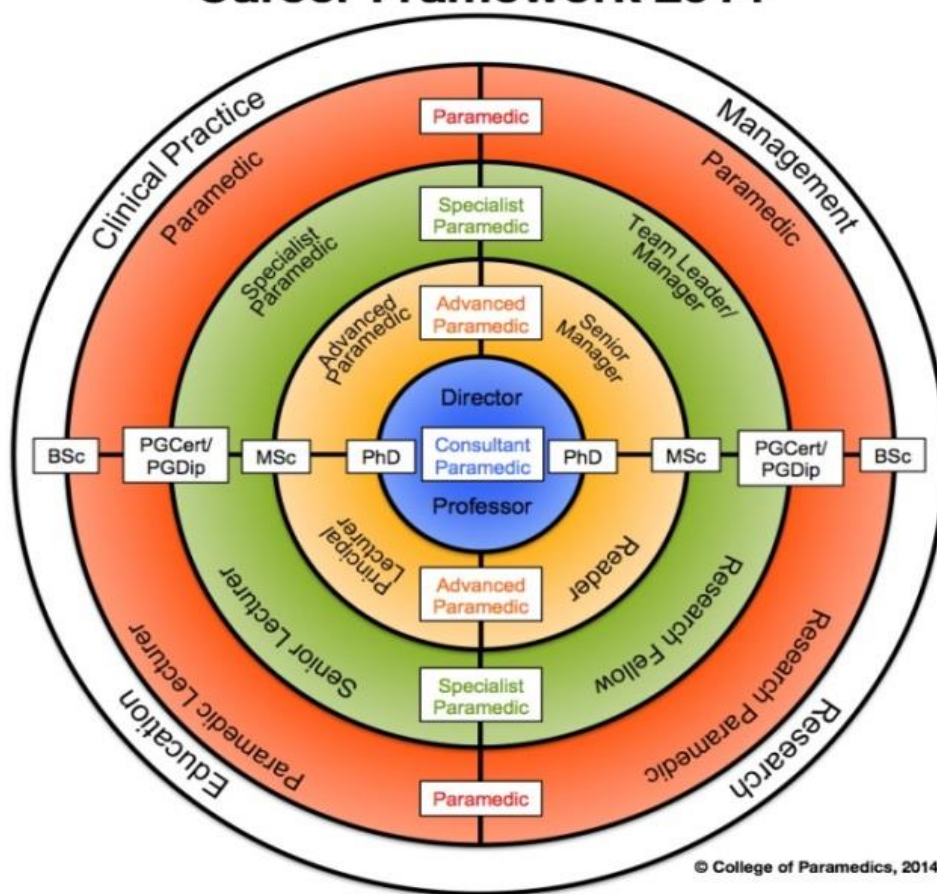 Career Framework 2014
Clinical Practice
Management
Paramedic
Paramedic
Paramedic
Specialist
Paramedic
Specialist
Paramedic
Team Leader/
Manager
Advanced
Paramedic
Advanced
Paramedic
Senior
Manager
Director
BSc
PGCert/
PGDip
MSc
PhD
Consultant
Paramedic
PhD
MSc
PGCert/
PGDip
BSc
Professor
Principal
Lecturer
Advanced
Paramedic
Reader
Senior Lecturer
Specialist
Paramedic
Research Fellow
Paramedic Lecturer
Paramedic
Research Paramedic
Education
Research
© College of Paramedics, 2014